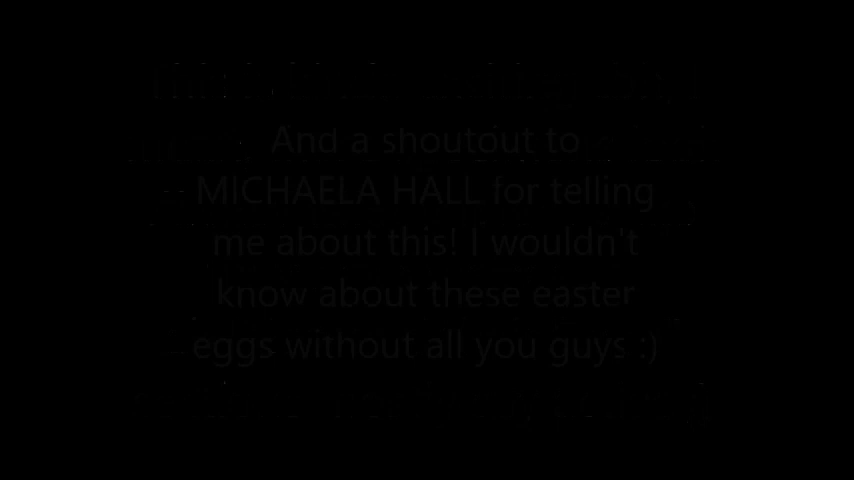 And a shoutout to
MICHAELA HALL for telling
me about this! I wouldn't
know about these easter
eggs without all you guys :)